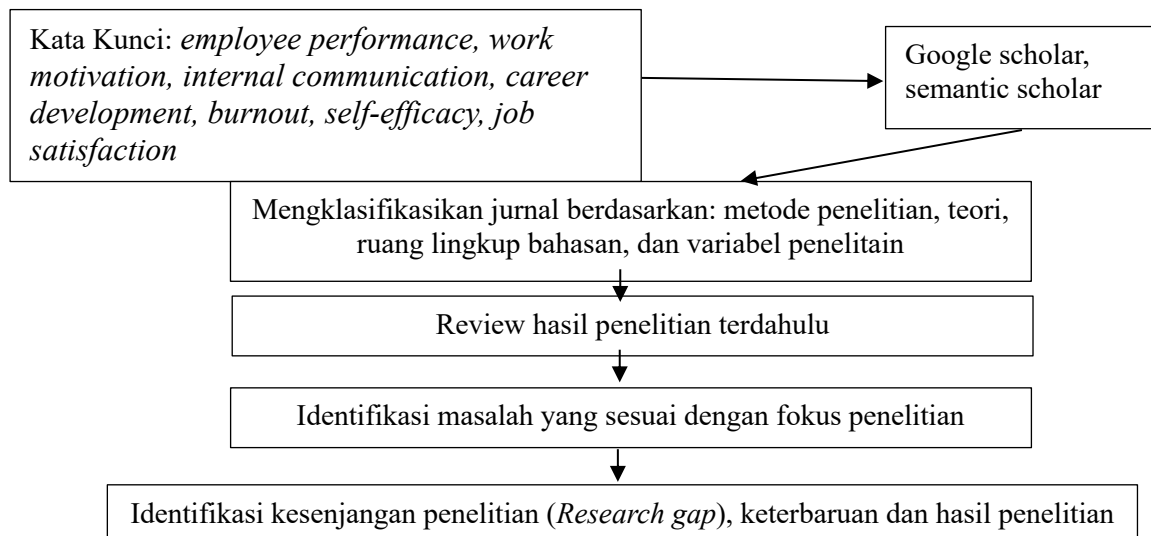 Kata Kunci: employee performance, work
motivation, internal communication, career
development, burnout, self-efficacy, job
satisfaction
Google scholar,
semantic scholar
Mengklasifikasikan jurnal berdasarkan: metode penelitian, teori,
ruang lingkup bahasan, dan variabel penelitain
Review hasil penelitian terdahulu
Identifikasi masalah yang sesuai dengan fokus penelitian
Identifikasi kesenjangan penelitian (Research gap), keterbaruan dan hasil penelitian